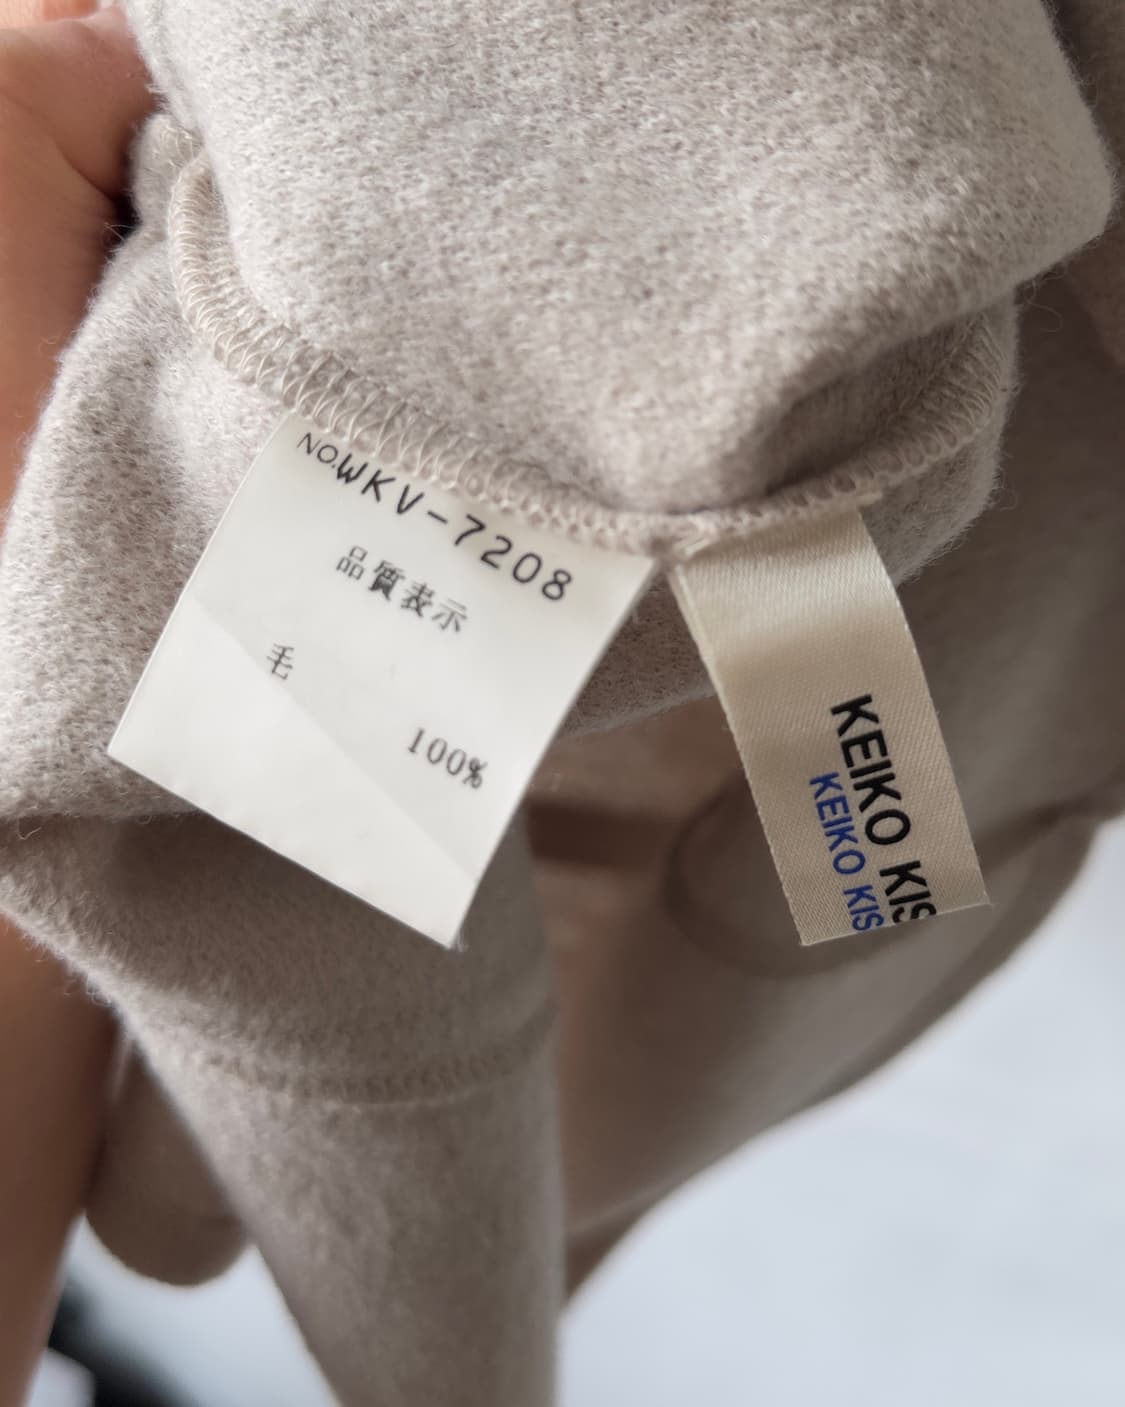 NO.WKV-7208
品質表示
毛
100%
KEIKO KIS
KEIKO KIS